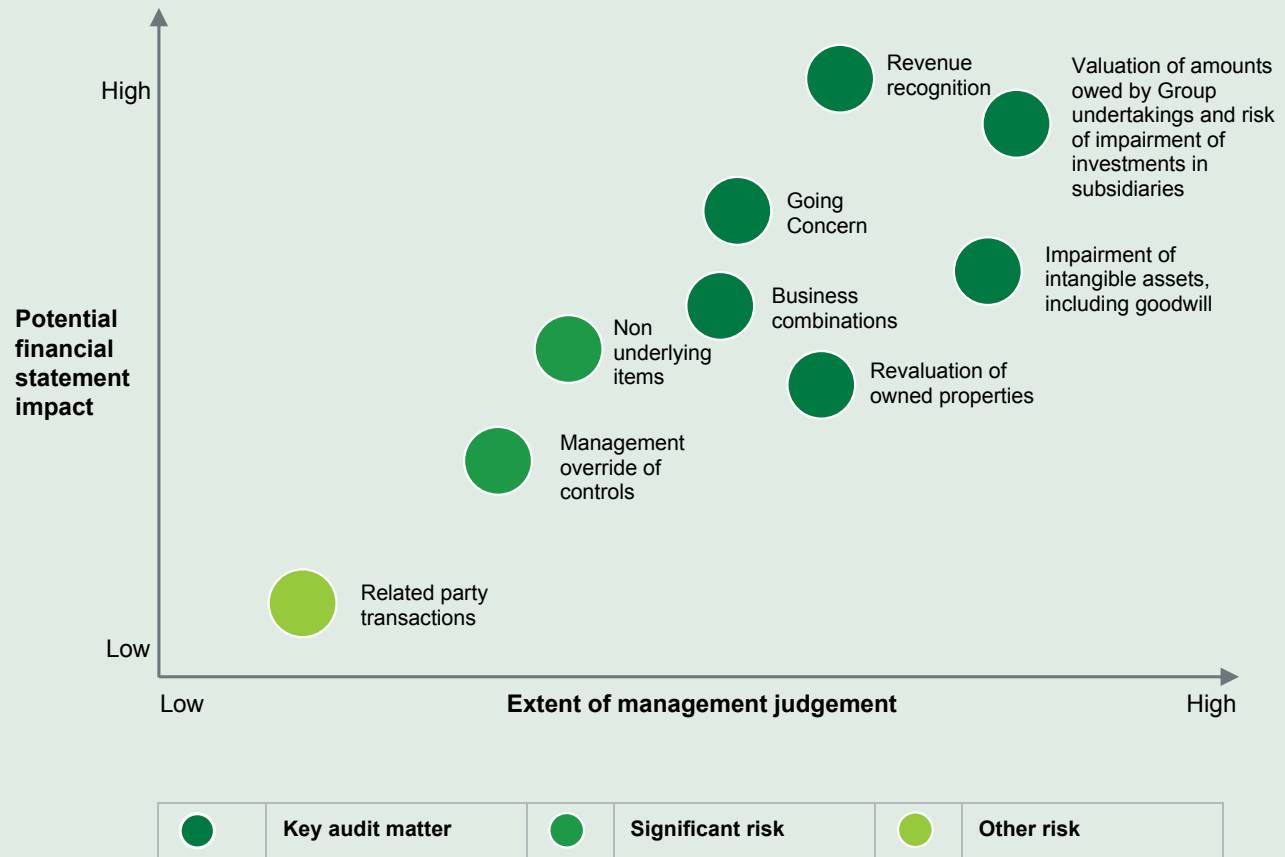 High
Revenue
recognition
Valuation of amounts
owed by Group
undertakings and risk
of impairment of
investments in
subsidiaries
Going
Concern
Impairment of
intangible assets,
including goodwill
Business
combinations
Potential
financial
statement
impact
Non
underlying
items
Revaluation of
owned properties
Management
override of
controls
Related party
transactions
Low
Low
Extent of management judgement
High
Key audit matter
Significant risk
Other risk